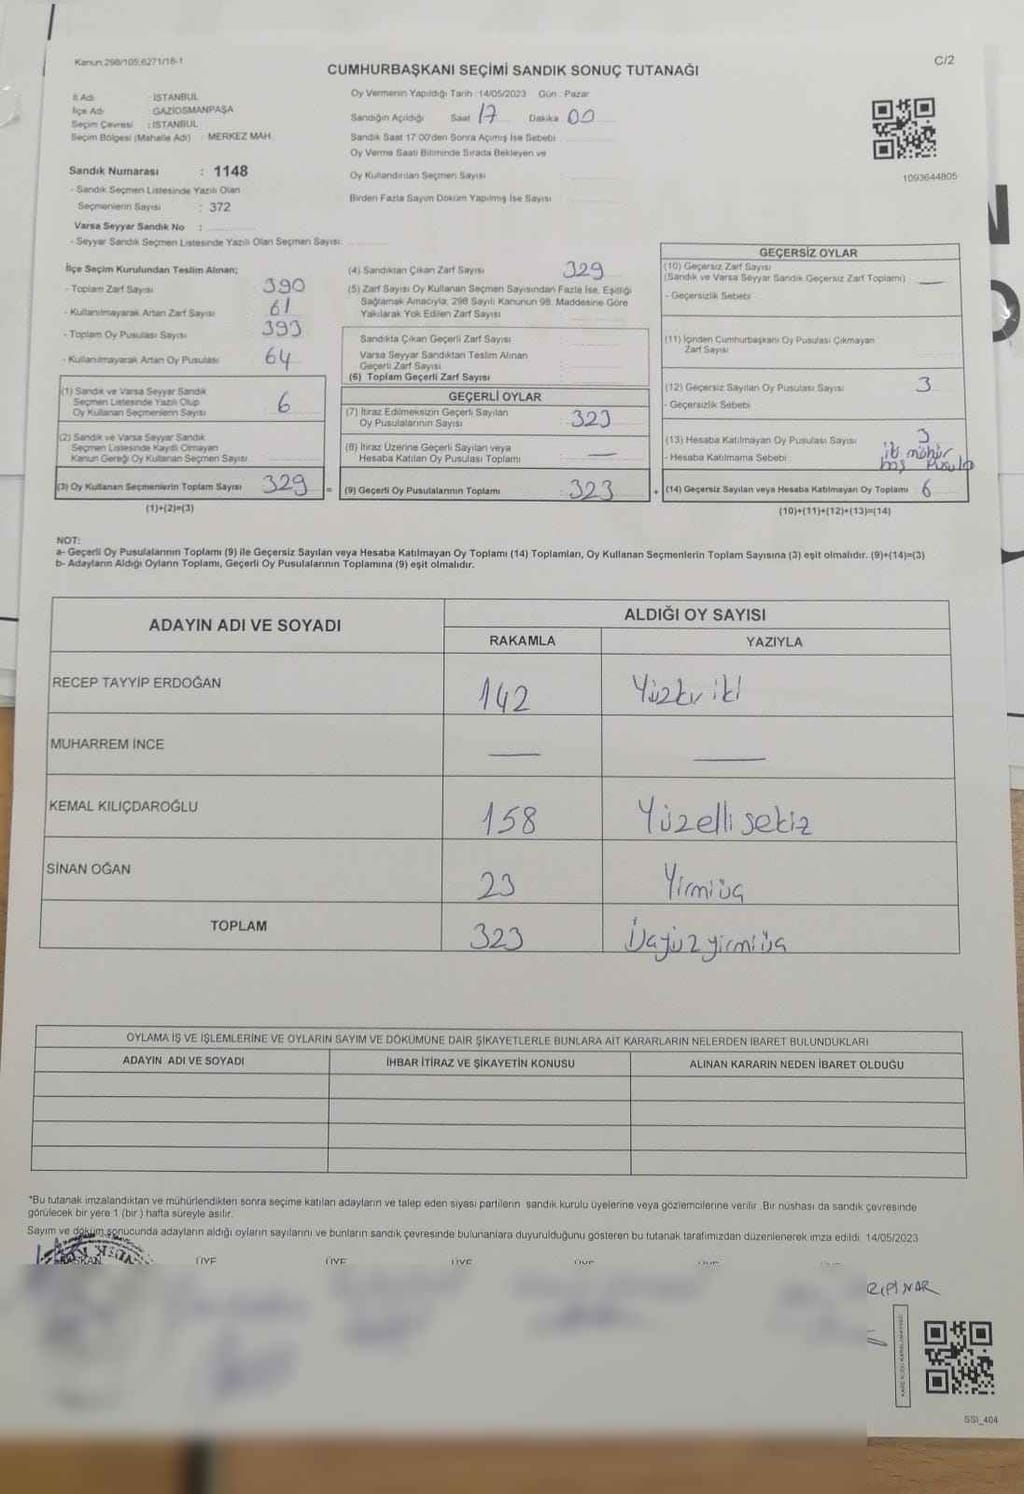 Kanun:298/105,6271/16-1
C/2
CUMHURBAŞKANI SEÇİMİ SANDIK SONUÇ TUTANAĞI
İl Adı : İSTANBUL
İlçe Adı : GAZİOSMANPAŞA
Seçim Çevresi : İSTANBUL
Seçim Bölgesi (Mahalle Adı) : MERKEZ MAH.
Sandık Numarası : 1148
- Sandık Seçmen Listesinde Yazılı Olan
Seçmenlerin Sayısı : 372
Varsa Seyyar Sandık No :
- Seyyar Sandık Seçmen Listesinde Yazılı Olan Seçmen Sayısı:
Oy Vermenin Yapıldığı Tarih : 14/05/2023 Gün : Pazar
Sandığın Açıldığı Saat 17 Dakika 00
Sandık Saat 17:00'den Sonra Açılmış İse Sebebi
Oy Verme Saati Bitiminde Sırada Bekleyen ve
Oy Kullandırılan Seçmen Sayısı
Birden Fazla Sayım Döküm Yapılmış İse Sayısı
1093644805
İlçe Seçim Kurulundan Teslim Alınan;
- Toplam Zarf Sayısı 390
- Kullanılmayarak Artan Zarf Sayısı 61
- Toplam Oy Pusulası Sayısı 393
- Kullanılmayarak Artan Oy Pusulası 64
(1) Sandık ve Varsa Seyyar Sandık
Seçmen Listesinde Yazılı Olup
Oy Kullanan Seçmenlerin Sayısı 6
(2) Sandık ve Varsa Seyyar Sandık
Seçmen Listesinde Kayıtlı Olmayan
Kanun Gereği Oy Kullanan Seçmen Sayısı
(3) Oy Kullanan Seçmenlerin Toplam Sayısı 329 =
(1)+(2)=(3)
(4) Sandıktan Çıkan Zarf Sayısı 329
(5) Zarf Sayısı Oy Kullanan Seçmen Sayısından Fazla İse, Eşitliği
Sağlamak Amacıyla, 298 Sayılı Kanunun 98. Maddesine Göre
Yakılarak Yok Edilen Zarf Sayısı
Sandıkta Çıkan Geçerli Zarf Sayısı
Varsa Seyyar Sandıktan Teslim Alınan
Geçerli Zarf Sayısı
(6) Toplam Geçerli Zarf Sayısı
GEÇERLİ OYLAR
(7) İtiraz Edilmeksizin Geçerli Sayılan
Oy Pusulalarının Sayısı 323
(8) İtiraz Üzerine Geçerli Sayılan veya
Hesaba Katılan Oy Pusulası Toplamı —
(9) Geçerli Oy Pusulalarının Toplamı 323 +
GEÇERSİZ OYLAR
(10) Geçersiz Zarf Sayısı
(Sandık ve Varsa Seyyar Sandık Geçersiz Zarf Toplamı) —
- Geçersizlik Sebebi
(11) İçinden Cumhurbaşkanı Oy Pusulası Çıkmayan
Zarf Sayısı
(12) Geçersiz Sayılan Oy Pusulası Sayısı 3
- Geçersizlik Sebebi
(13) Hesaba Katılmayan Oy Pusulası Sayısı 3
- Hesaba Katılmama Sebebi iki mühür
boş Pusula
(14) Geçersiz Sayılan veya Hesaba Katılmayan Oy Toplamı 6
(10)+(11)+(12)+(13)=(14)
NOT:
a- Geçerli Oy Pusulalarının Toplamı (9) ile Geçersiz Sayılan veya Hesaba Katılmayan Oy Toplamı (14) Toplamları, Oy Kullanan Seçmenlerin Toplam Sayısına (3) eşit olmalıdır. (9)+(14)=(3)
b- Adayların Aldığı Oyların Toplamı, Geçerli Oy Pusulalarının Toplamına (9) eşit olmalıdır.
ADAYIN ADI VE SOYADI ALDIĞI OY SAYISI
RAKAMLA YAZIYLA
RECEP TAYYİP ERDOĞAN 142 Yüzkırk iki
MUHARREM İNCE — —
KEMAL KILIÇDAROĞLU 158 Yüzelli sekiz
SİNAN OĞAN 23 Yirmiüç
TOPLAM 323 Üçyüzyirmiüç
OYLAMA İŞ VE İŞLEMLERİNE VE OYLARIN SAYIM VE DÖKÜMÜNE DAİR ŞİKAYETLERLE BUNLARA AİT KARARLARIN NELERDEN İBARET BULUNDUKLARI
ADAYIN ADI VE SOYADI İHBAR İTİRAZ VE ŞİKAYETİN KONUSU ALINAN KARARIN NEDEN İBARET OLDUĞU
*Bu tutanak imzalandıktan ve mühürlendikten sonra seçime katılan adayların ve talep eden siyasi partilerin sandık kurulu üyelerine veya gözlemcilerine verilir. Bir nüshası da sandık çevresinde
görülecek bir yere 1 (bir ) hafta süreyle asılır.
Sayım ve döküm sonucunda adayların aldığı oyların sayılarını ve bunların sandık çevresinde bulunanlara duyurulduğunu gösteren bu tutanak tarafımızdan düzenlenerek imza edildi. 14/05/2023
ÜYE ÜYE ÜYE ÜYE
SSI_404